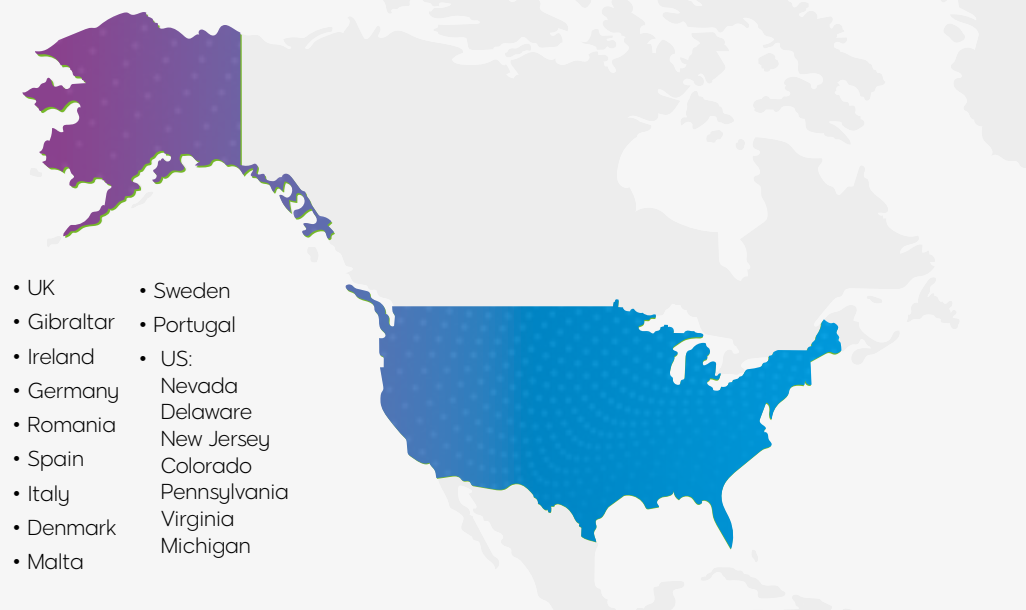 • UK
• Gibraltar
• Ireland
• Germany
• Romania
• Spain
• Italy
• Denmark
• Malta
• Sweden
• Portugal
• US:
Nevada
Delaware
New Jersey
Colorado
Pennsylvania
Virginia
Michigan